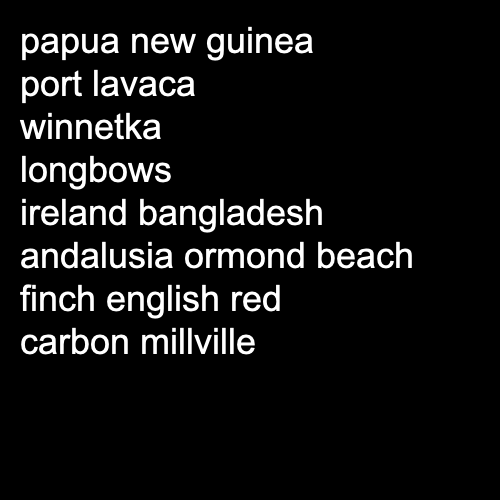 papua new guinea
port lavaca
winnetka
longbows
ireland bangladesh
andalusia ormond beach
finch english red
carbon millville